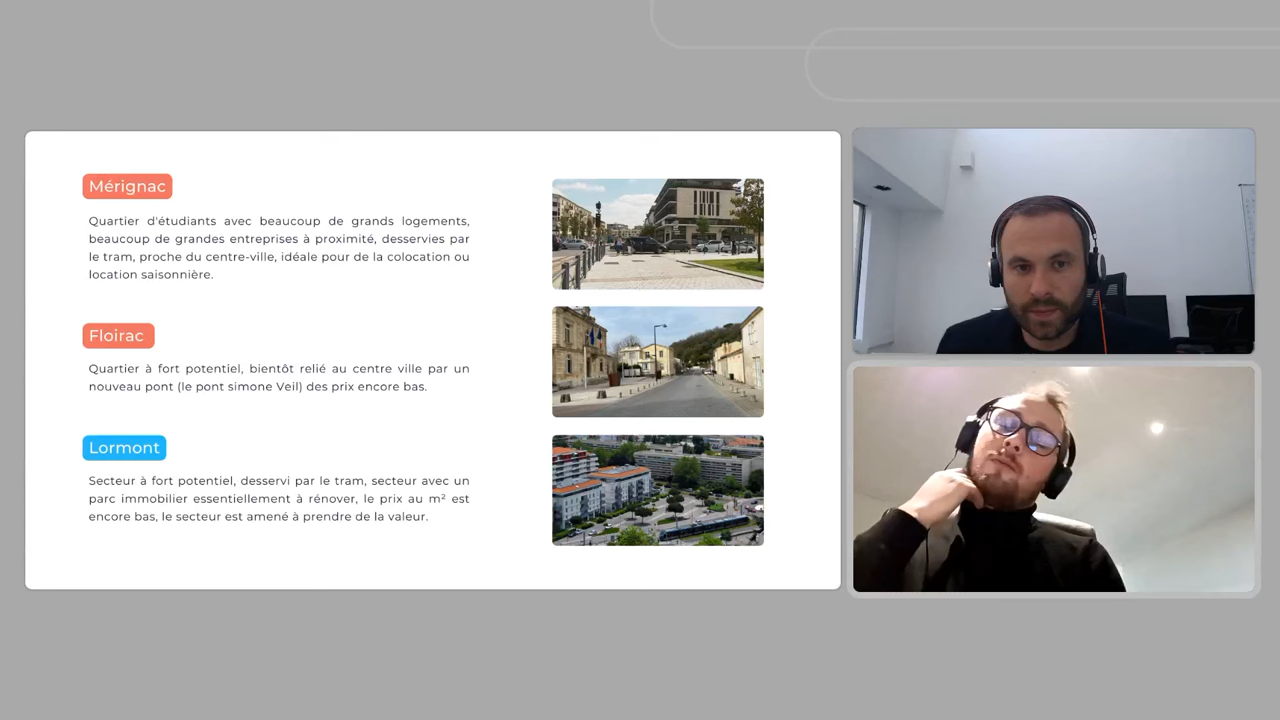 Mérignac
Quartier d'étudiants avec beaucoup de grands logements,
beaucoup de grandes entreprises à proximité, desservies par
le tram, proche du centre-ville, idéale pour de la colocation ou
location saisonnière.
Floirac
Quartier à fort potentiel, bientôt relié au centre ville par un
nouveau pont (le pont simone Veil) des prix encore bas.
Lormont
Secteur à fort potentiel, desservi par le tram, secteur avec un
parc immobilier essentiellement à rénover, le prix au m² est
encore bas, le secteur est amené à prendre de la valeur.